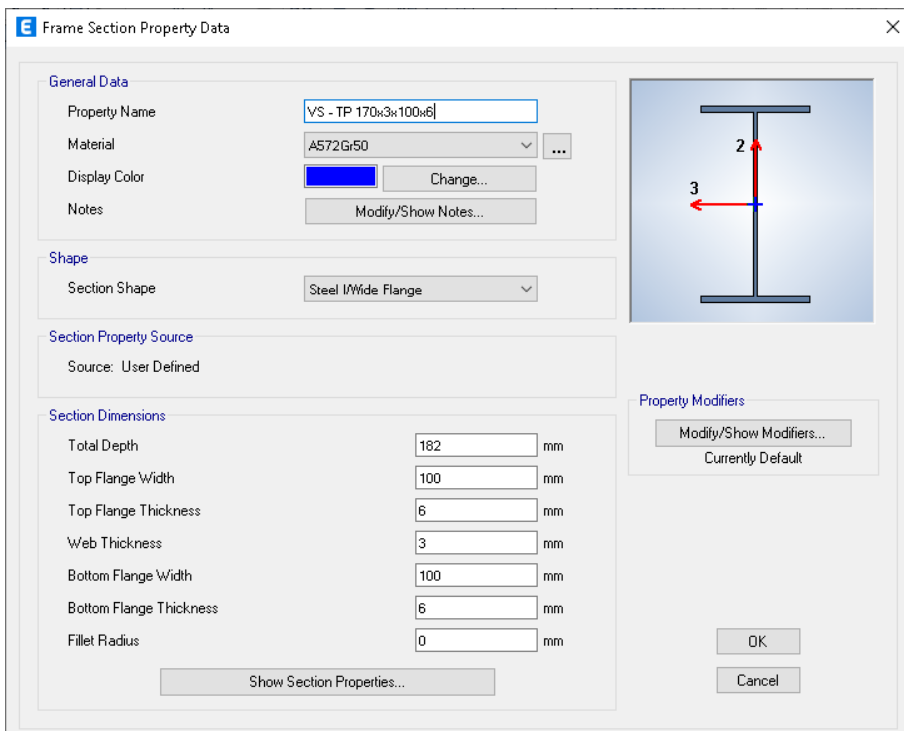 E Frame Section Property Data
General Data
Property Name VS - TP 170x3x100x6
Material A572Gr50 ...
Display Color Change...
Notes Modify/Show Notes...
2
3
Shape
Section Shape Steel I/Wide Flange
Section Property Source
Source: User Defined
Property Modifiers
Modify/Show Modifiers...
Currently Default
Section Dimensions
Total Depth 182 mm
Top Flange Width 100 mm
Top Flange Thickness 6 mm
Web Thickness 3 mm
Bottom Flange Width 100 mm
Bottom Flange Thickness 6 mm
Fillet Radius 0 mm
Show Section Properties...
OK
Cancel